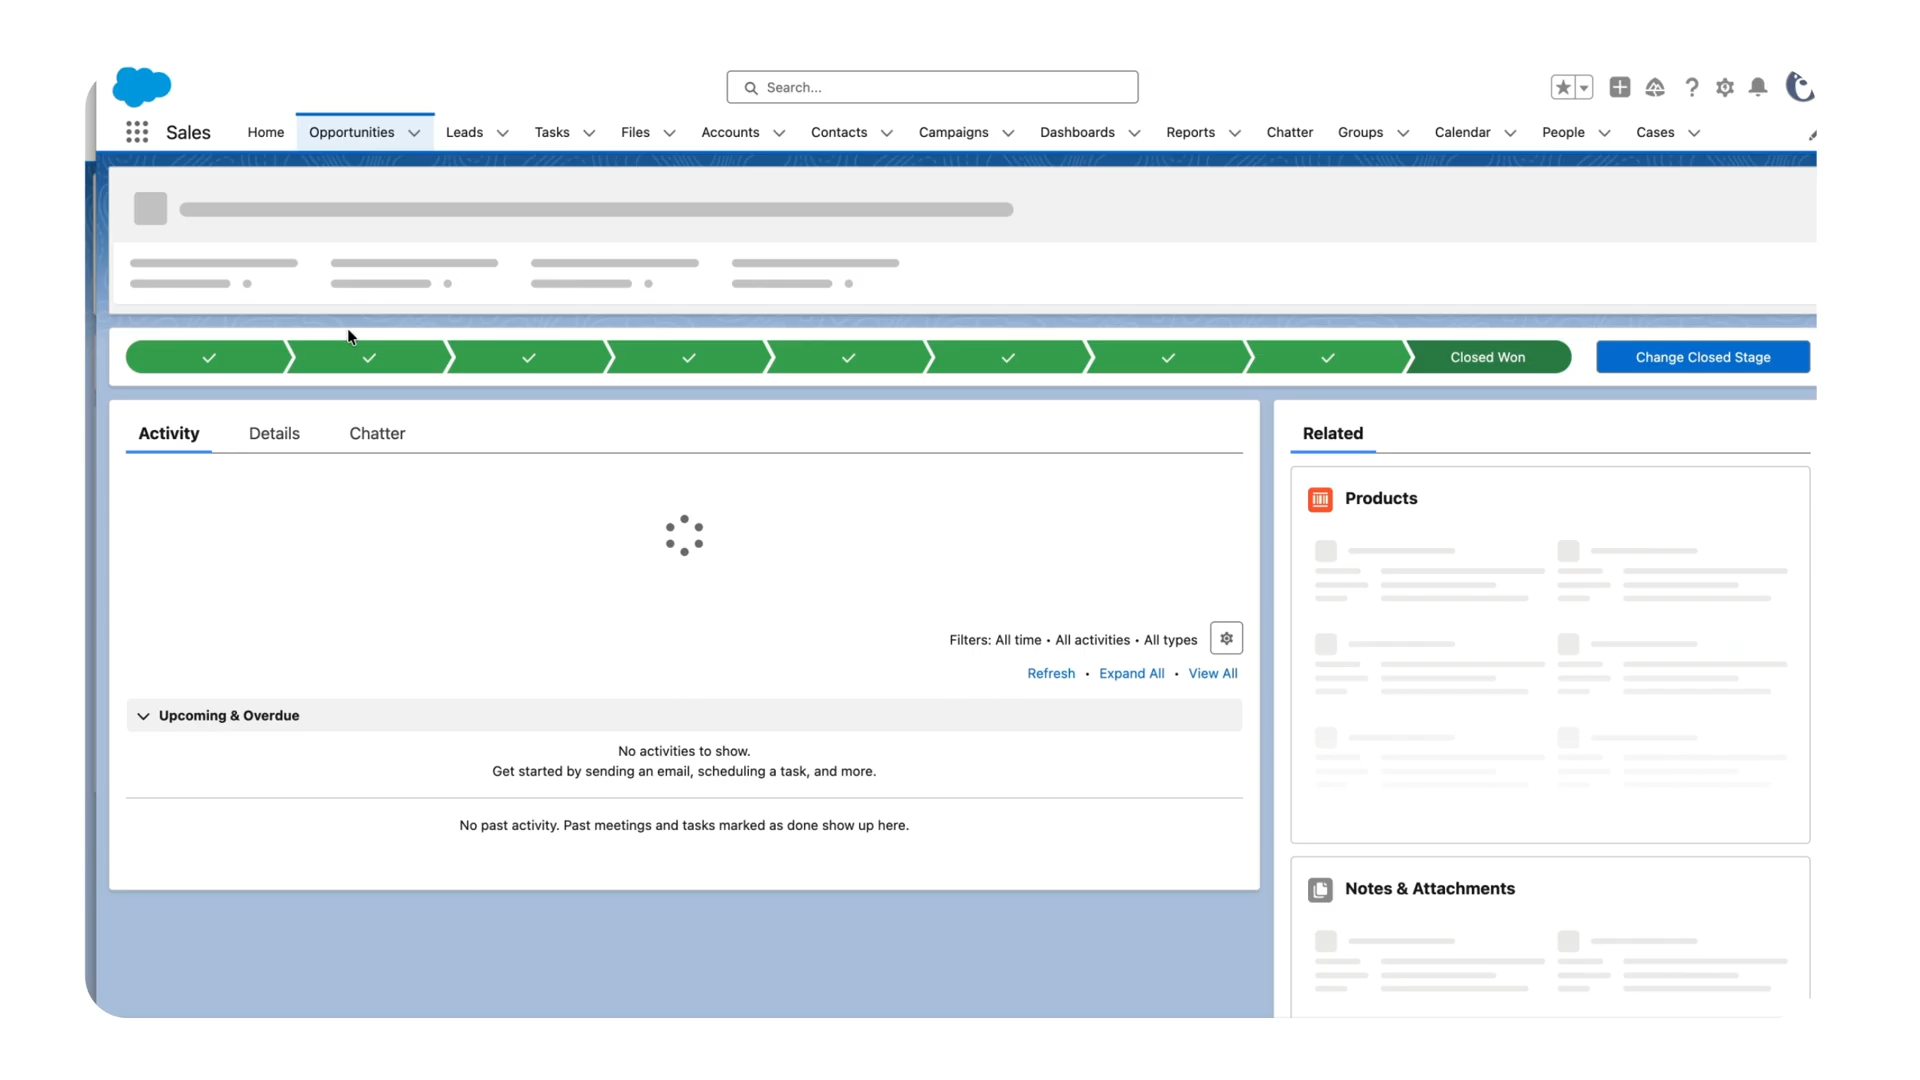 Search...
Sales Home Opportunities Leads Tasks Files Accounts Contacts Campaigns Dashboards Reports Chatter Groups Calendar People Cases
Closed Won Change Closed Stage
Activity Details Chatter
Filters: All time • All activities • All types
Refresh • Expand All • View All
Upcoming & Overdue
No activities to show.
Get started by sending an email, scheduling a task, and more.
No past activity. Past meetings and tasks marked as done show up here.
Related
Products
Notes & Attachments